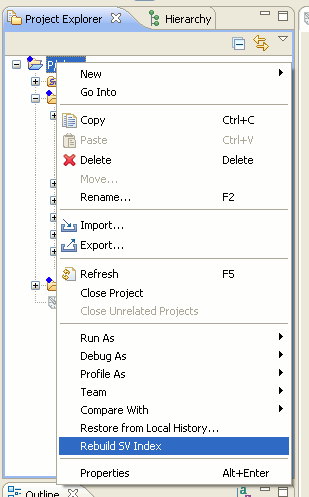 Project Explorer Hierarchy
New
Go Into
Copy Ctrl+C
Paste Ctrl+V
Delete Delete
Move...
Rename... F2
Import...
Export...
Refresh F5
Close Project
Close Unrelated Projects
Run As
Debug As
Profile As
Team
Compare With
Restore from Local History...
Rebuild SV Index
Properties Alt+Enter
Outline